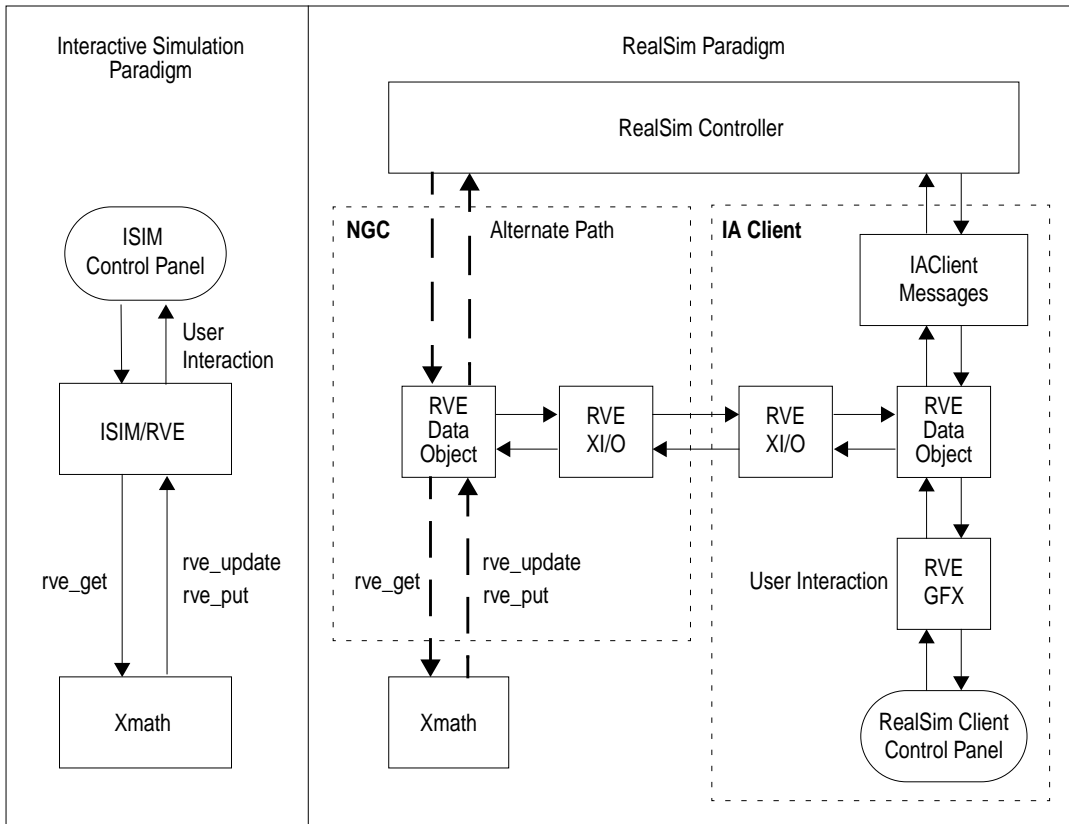 Interactive Simulation
Paradigm
ISIM
Control Panel
User
Interaction
ISIM/RVE
rve_get
rve_update
rve_put
Xmath
RealSim Paradigm
RealSim Controller
NGC
Alternate Path
IA Client
IAClient
Messages
RVE
Data
Object
RVE
XI/O
RVE
XI/O
RVE
Data
Object
rve_get
rve_update
rve_put
User Interaction
RVE
GFX
Xmath
RealSim Client
Control Panel